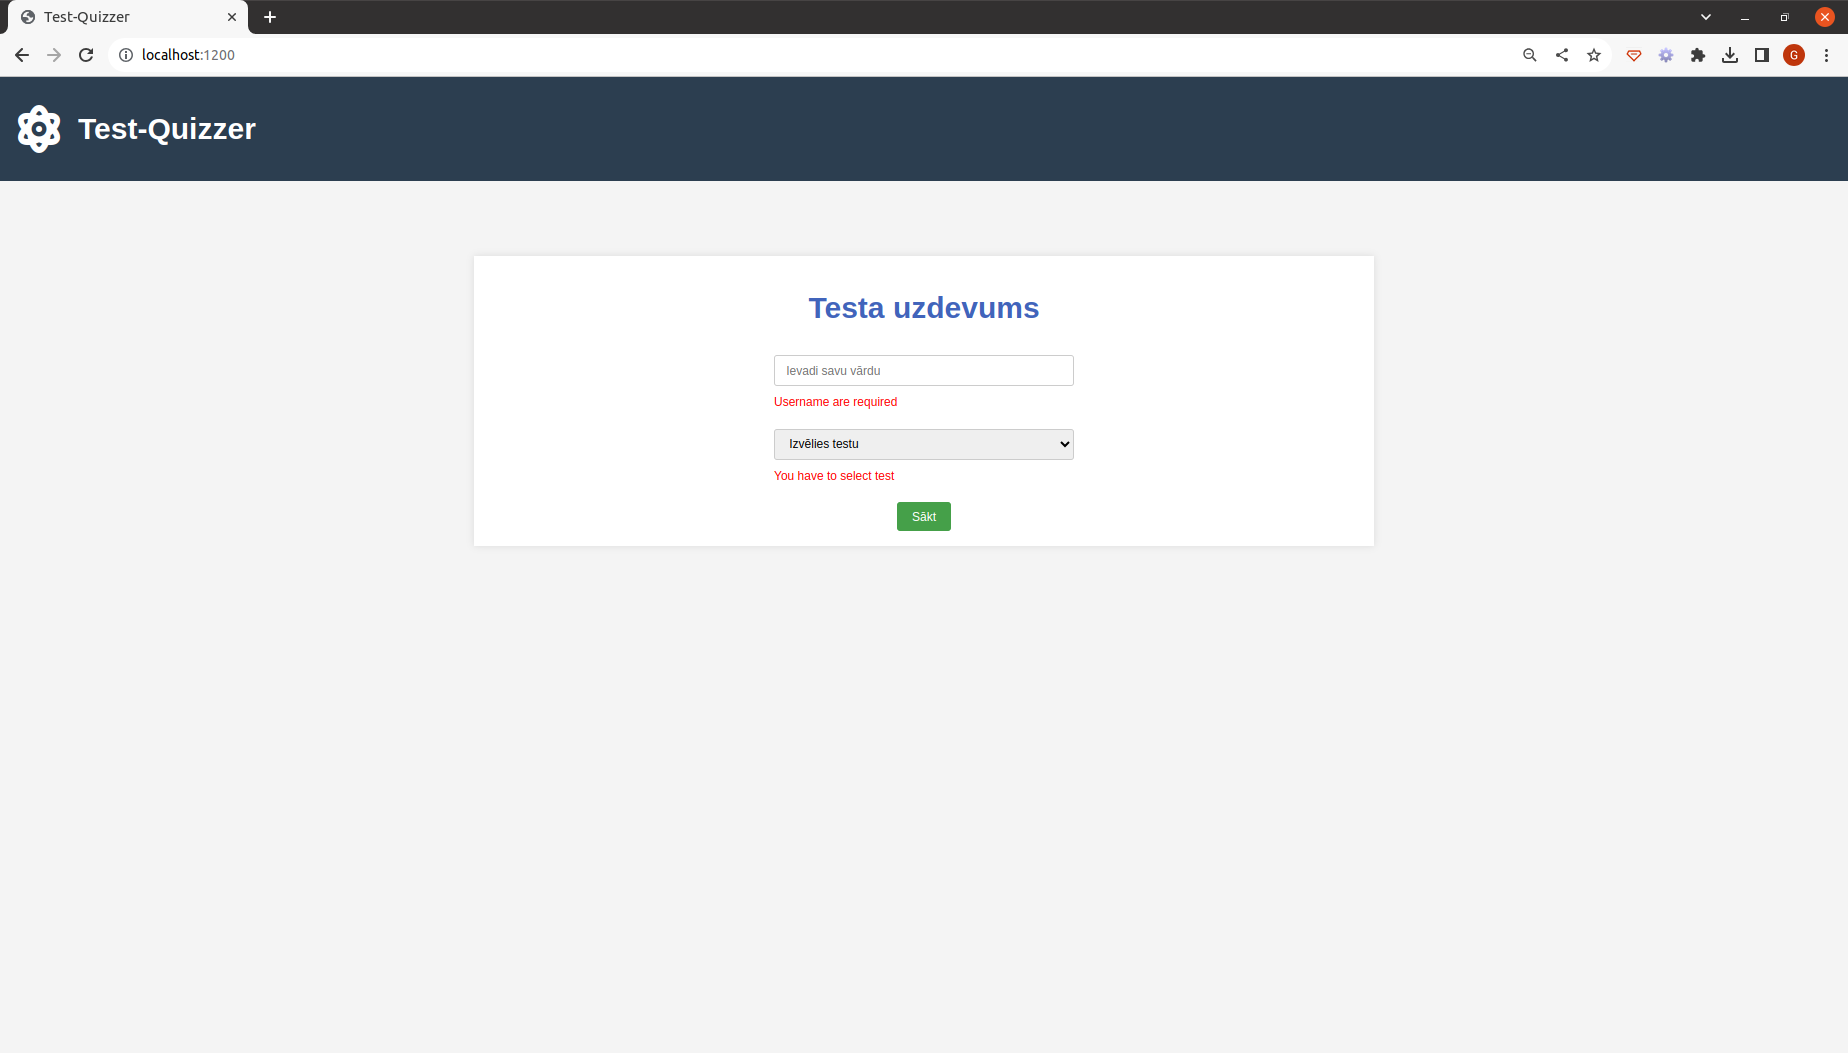 Test-Quizzer
localhost:1200
G
Test-Quizzer
Testa uzdevums
Ievadi savu vārdu
Username are required
Izvēlies testu
You have to select test
Sākt